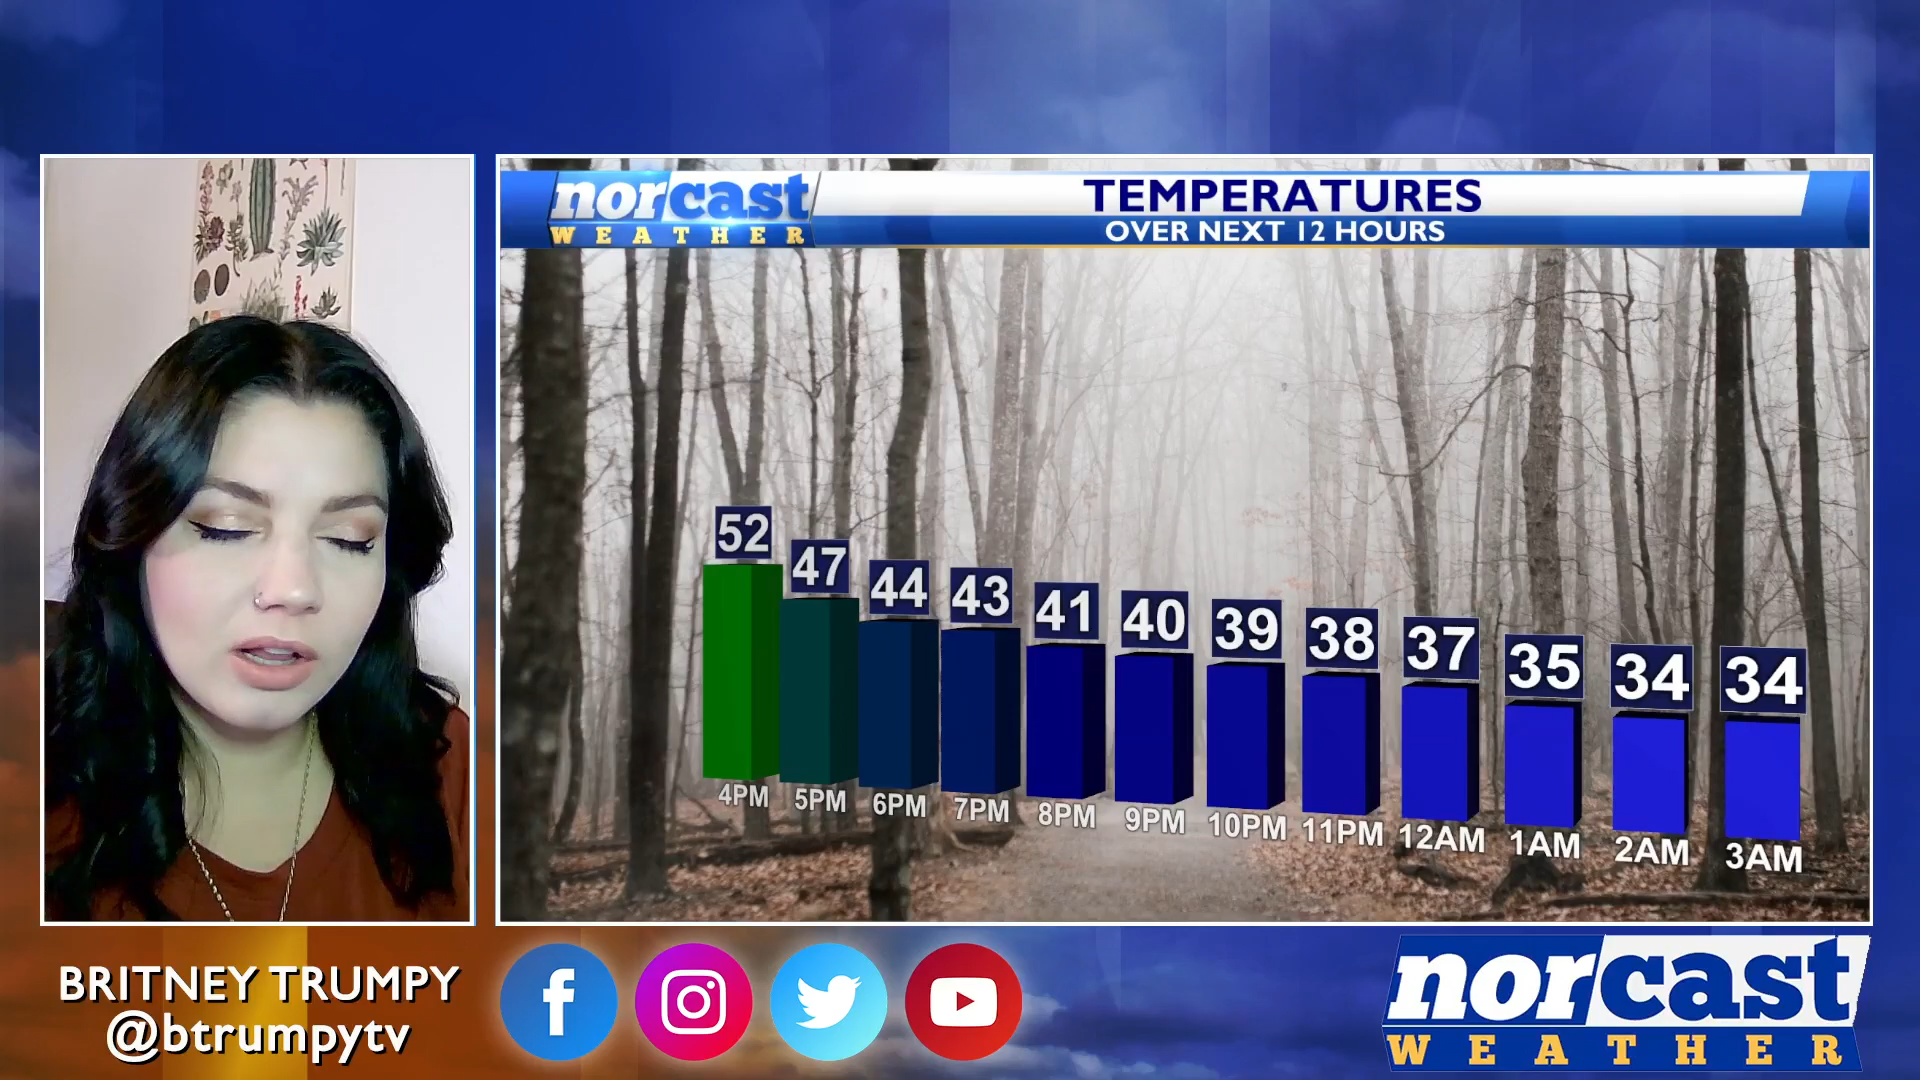 norcast
WEATHER
TEMPERATURES
OVER NEXT 12 HOURS
52 47 44 43 41 40 39 38 37 35 34 34
4PM 5PM 6PM 7PM 8PM 9PM 10PM 11PM 12AM 1AM 2AM 3AM
BRITNEY TRUMPY
@btrumpytv
f
norcast
WEATHER